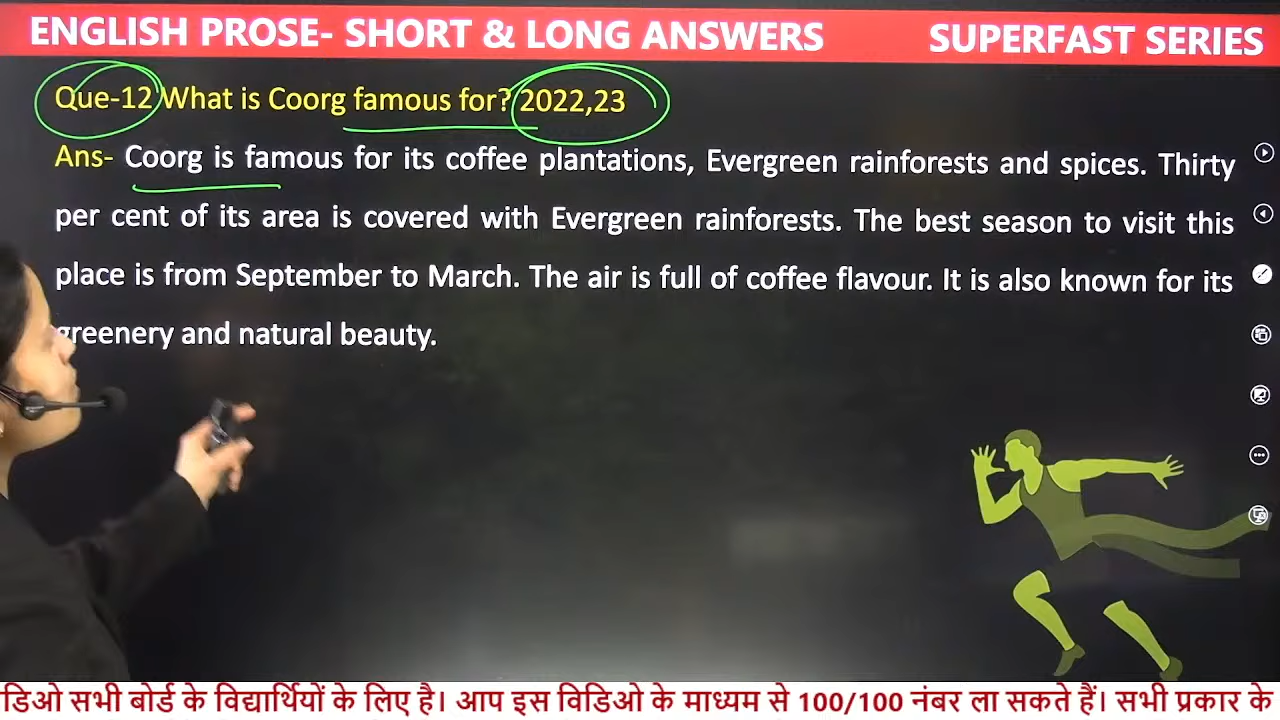 ENGLISH PROSE- SHORT & LONG ANSWERS SUPERFAST SERIES
Que-12 What is Coorg famous for? 2022,23
Ans- Coorg is famous for its coffee plantations, Evergreen rainforests and spices. Thirty
per cent of its area is covered with Evergreen rainforests. The best season to visit this
place is from September to March. The air is full of coffee flavour. It is also known for its
greenery and natural beauty.
डिओ सभी बोर्ड के विद्यार्थियों के लिए है। आप इस विडिओ के माध्यम से 100/100 नंबर ला सकते हैं। सभी प्रकार के